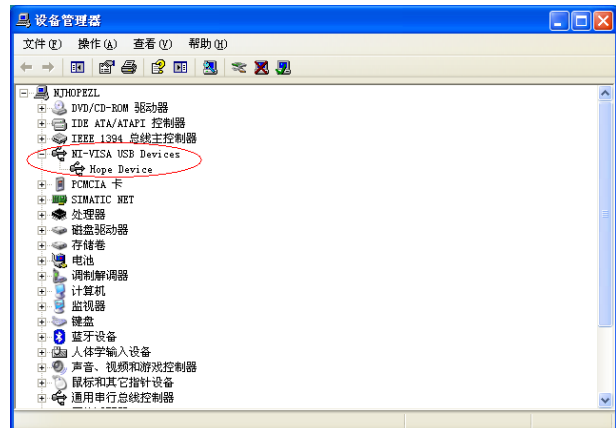 设备管理器
文件(F) 操作(A) 查看(V) 帮助(H)
NJHOPEZL
DVD/CD-ROM 驱动器
IDE ATA/ATAPI 控制器
IEEE 1394 总线主控制器
NI-VISA USB Devices
Hope Device
PCMCIA 卡
SIMATIC NET
处理器
磁盘驱动器
存储卷
电池
调制解调器
计算机
监视器
键盘
蓝牙设备
人体学输入设备
声音、视频和游戏控制器
鼠标和其它指针设备
通用串行总线控制器